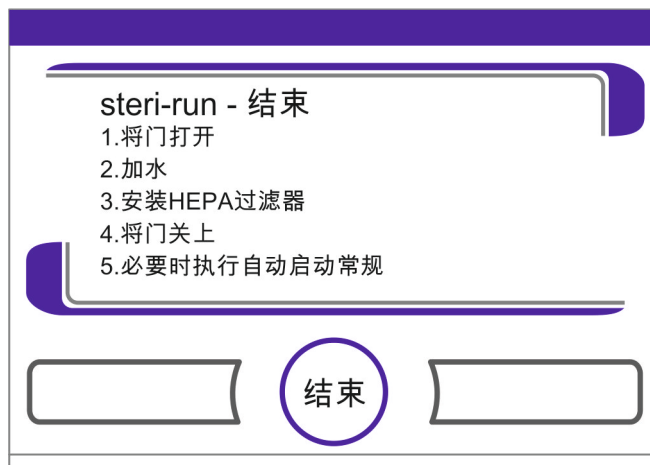 steri-run - 结束
1.将门打开
2.加水
3.安装HEPA过滤器
4.将门关上
5.必要时执行自动启动常规
结束